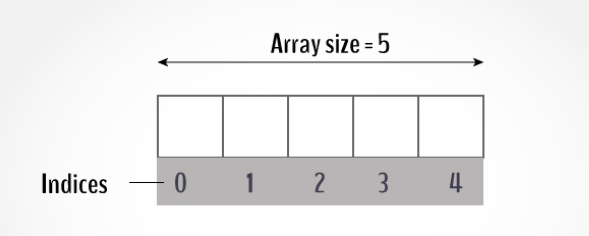 Array size = 5
Indices 0 1 2 3 4